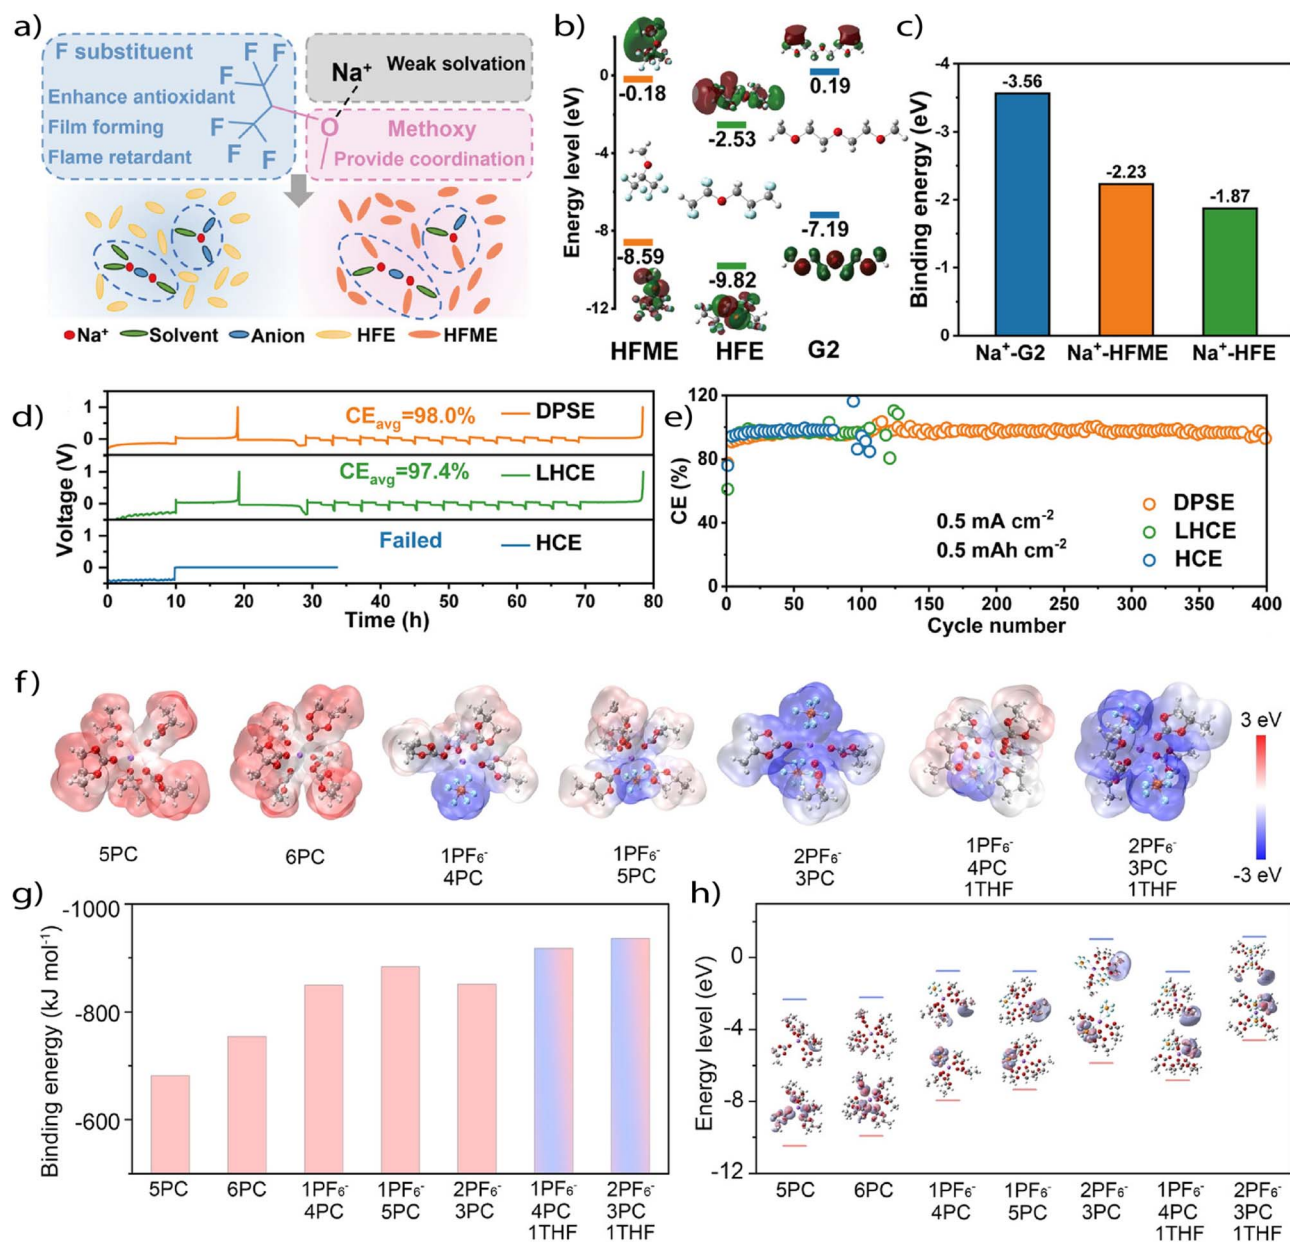 a)
F substituent
Enhance antioxidant
Film forming
Flame retardant
F
F
F
F
F
F
Na⁺
Weak solvation
O
Methoxy
Provide coordination
Na⁺
Solvent
Anion
HFE
HFME
b)
Energy level (eV)
0
-4
-8
-12
-0.18
-2.53
0.19
-8.59
-9.82
-7.19
HFME
HFE
G2
c)
Binding energy (eV)
-4
-3
-2
-1
0
-3.56
-2.23
-1.87
Na⁺-G2
Na⁺-HFME
Na⁺-HFE
d)
Voltage (V)
1
0
CEavg=98.0%
DPSE
1
0
CEavg=97.4%
LHCE
1
0
Failed
HCE
0 10 20 30 40 50 60 70 80
Time (h)
e)
CE (%)
120
80
40
0
0.5 mA cm⁻²
0.5 mAh cm⁻²
DPSE
LHCE
HCE
0 50 100 150 200 250 300 350 400
Cycle number
f)
5PC
6PC
1PF₆⁻
4PC
1PF₆⁻
5PC
2PF₆⁻
3PC
1PF₆⁻
4PC
1THF
2PF₆⁻
3PC
1THF
3 eV
-3 eV
g)
Binding energy (kJ mol⁻¹)
-1000
-800
-600
5PC
6PC
1PF₆⁻
4PC
1PF₆⁻
5PC
2PF₆⁻
3PC
1PF₆⁻
4PC
1THF
2PF₆⁻
3PC
1THF
h)
Energy level (eV)
0
-4
-8
-12
5PC
6PC
1PF₆⁻
4PC
1PF₆⁻
5PC
2PF₆⁻
3PC
1PF₆⁻
4PC
1THF
2PF₆⁻
3PC
1THF